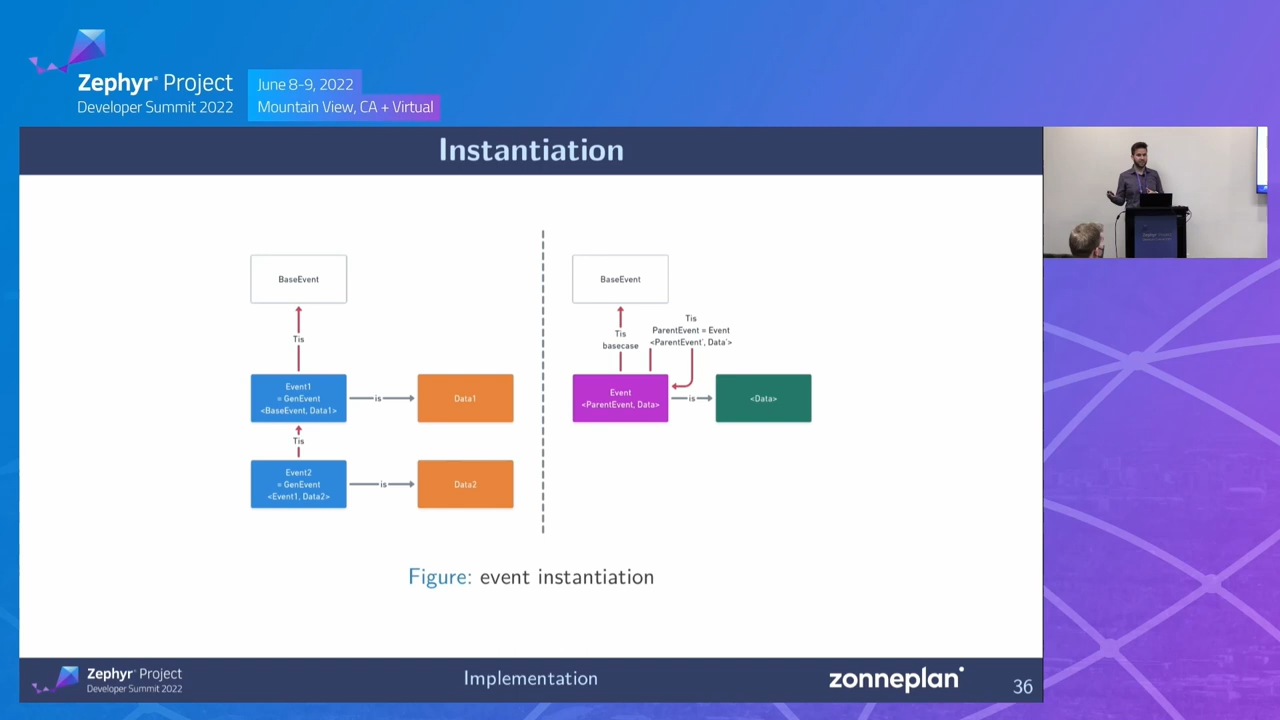 Zephyr® Project
Developer Summit 2022
June 8-9, 2022
Mountain View, CA + Virtual
Instantiation
BaseEvent
Tis
Event1
= GenEvent
<BaseEvent, Data1>
is
Data1
Tis
Event2
= GenEvent
<Event1, Data2>
is
Data2
BaseEvent
Tis
basecase
Tis
ParentEvent = Event
<ParentEvent', Data'>
Event
<ParentEvent, Data>
is
<Data>
Figure: event instantiation
Zephyr® Project
Developer Summit 2022
Implementation
zonneplan
36